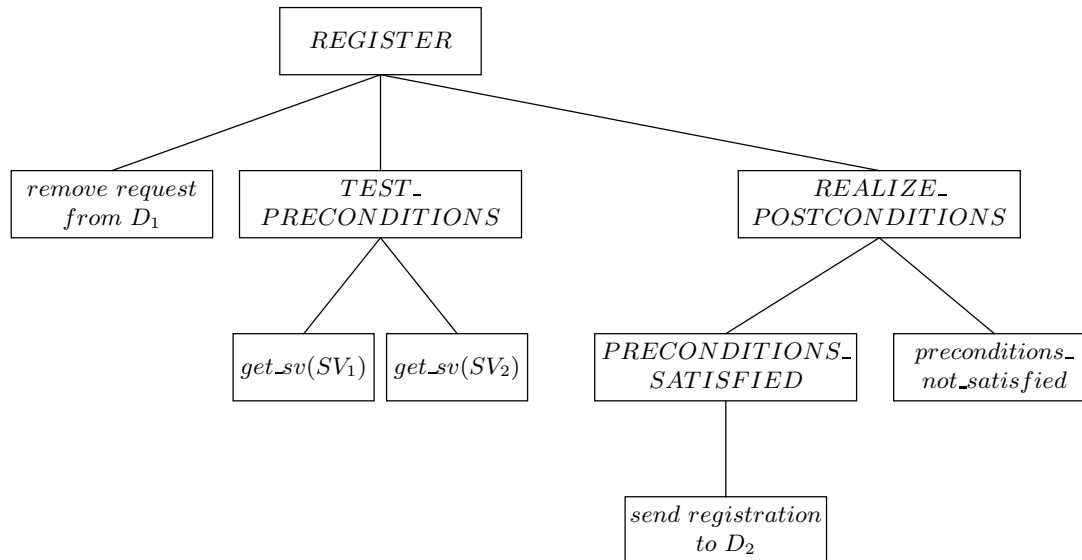 REGISTER
remove request
from D₁
TEST_
PRECONDITIONS
REALIZE_
POSTCONDITIONS
get_sv(SV₁)
get_sv(SV₂)
PRECONDITIONS_
SATISFIED
preconditions_
not_satisfied
send registration
to D₂